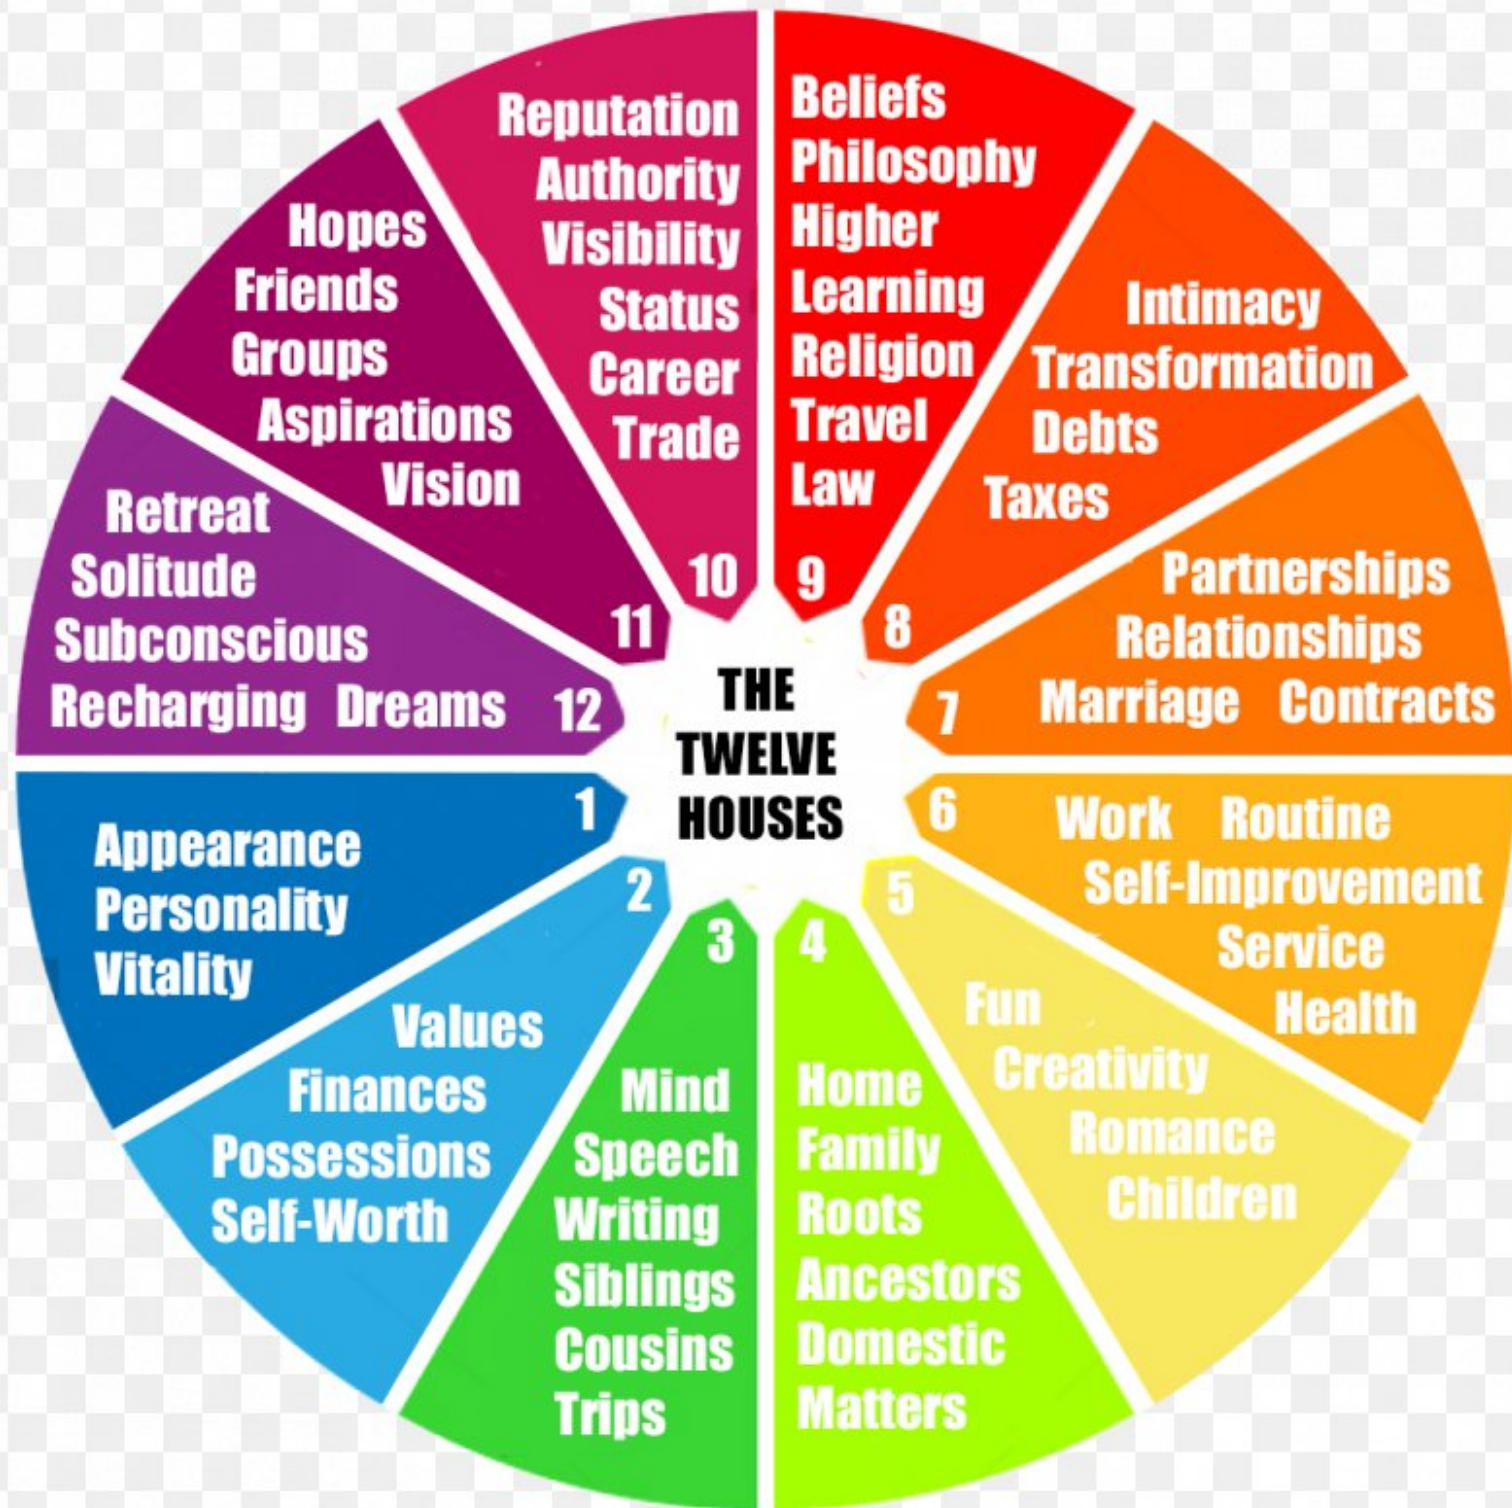 THE
TWELVE
HOUSES
1
Appearance
Personality
Vitality
2
Values
Finances
Possessions
Self-Worth
3
Mind
Speech
Writing
Siblings
Cousins
Trips
4
Home
Family
Roots
Ancestors
Domestic
Matters
5
Fun
Creativity
Romance
Children
6
Work Routine
Self-Improvement
Service
Health
7
Partnerships
Relationships
Marriage Contracts
8
Intimacy
Transformation
Debts
Taxes
9
Beliefs
Philosophy
Higher
Learning
Religion
Travel
Law
10
Reputation
Authority
Visibility
Status
Career
Trade
11
Hopes
Friends
Groups
Aspirations
Vision
12
Retreat
Solitude
Subconscious
Recharging Dreams